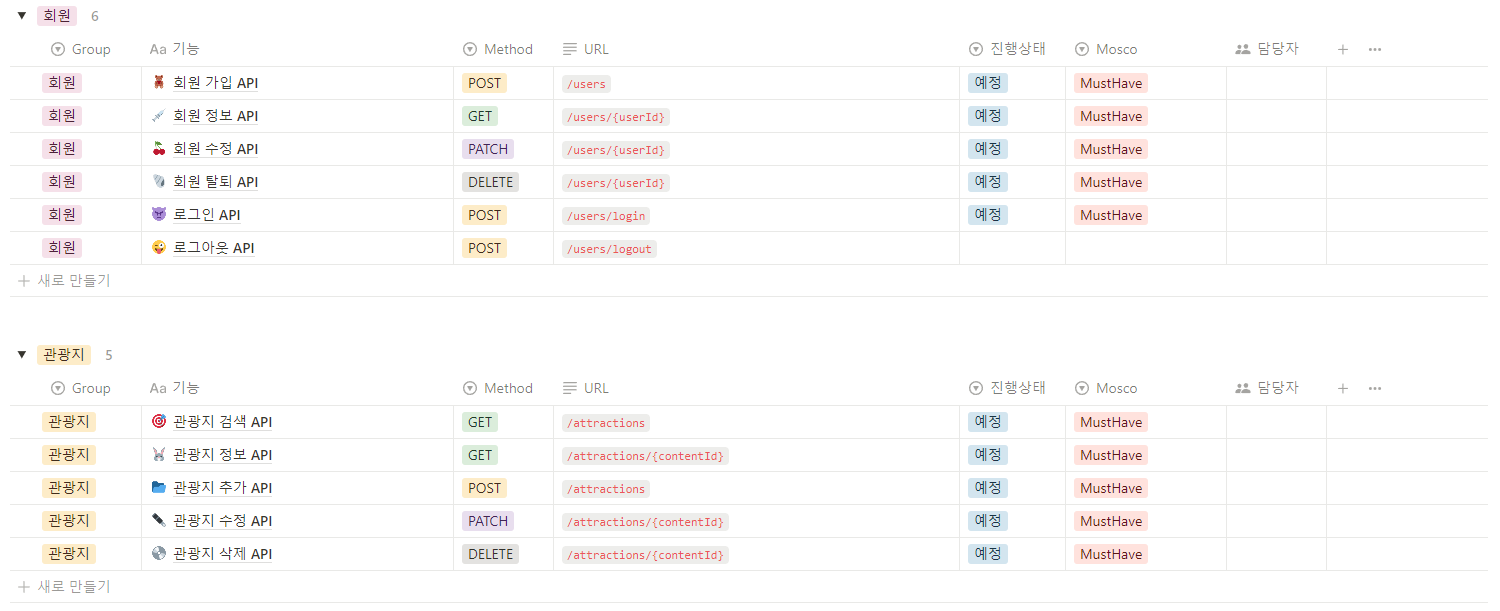 회원 6
Group Aa 기능 Method URL 진행상태 Mosco 담당자
회원 회원 가입 API POST /users 예정 MustHave
회원 회원 정보 API GET /users/{userId} 예정 MustHave
회원 회원 수정 API PATCH /users/{userId} 예정 MustHave
회원 회원 탈퇴 API DELETE /users/{userId} 예정 MustHave
회원 로그인 API POST /users/login 예정 MustHave
회원 로그아웃 API POST /users/logout
+ 새로 만들기
관광지 5
Group Aa 기능 Method URL 진행상태 Mosco 담당자
관광지 관광지 검색 API GET /attractions 예정 MustHave
관광지 관광지 정보 API GET /attractions/{contentId} 예정 MustHave
관광지 관광지 추가 API POST /attractions 예정 MustHave
관광지 관광지 수정 API PATCH /attractions/{contentId} 예정 MustHave
관광지 관광지 삭제 API DELETE /attractions/{contentId} 예정 MustHave
+ 새로 만들기